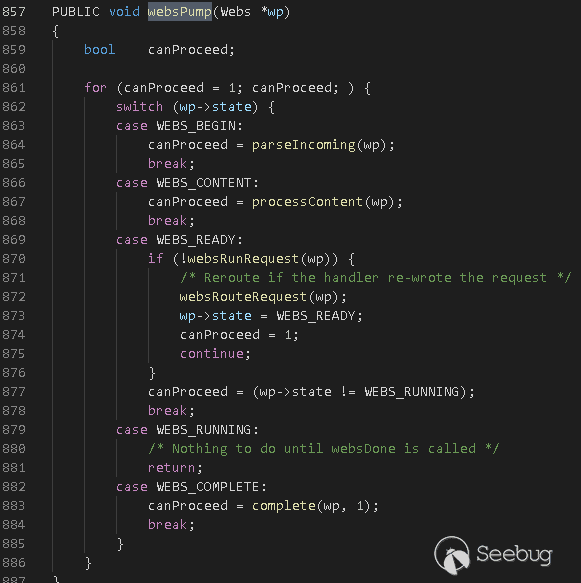 857 PUBLIC void websPump(Webs *wp)
858 {
859     bool    canProceed;
860
861     for (canProceed = 1; canProceed; ) {
862         switch (wp->state) {
863         case WEBS_BEGIN:
864             canProceed = parseIncoming(wp);
865             break;
866         case WEBS_CONTENT:
867             canProceed = processContent(wp);
868             break;
869         case WEBS_READY:
870             if (!websRunRequest(wp)) {
871                 /* Reroute if the handler re-wrote the request */
872                 websRouteRequest(wp);
873                 wp->state = WEBS_READY;
874                 canProceed = 1;
875                 continue;
876             }
877             canProceed = (wp->state != WEBS_RUNNING);
878             break;
879         case WEBS_RUNNING:
880             /* Nothing to do until websDone is called */
881             return;
882         case WEBS_COMPLETE:
883             canProceed = complete(wp, 1);
884             break;
885         }
886     }
887 }
Seebug